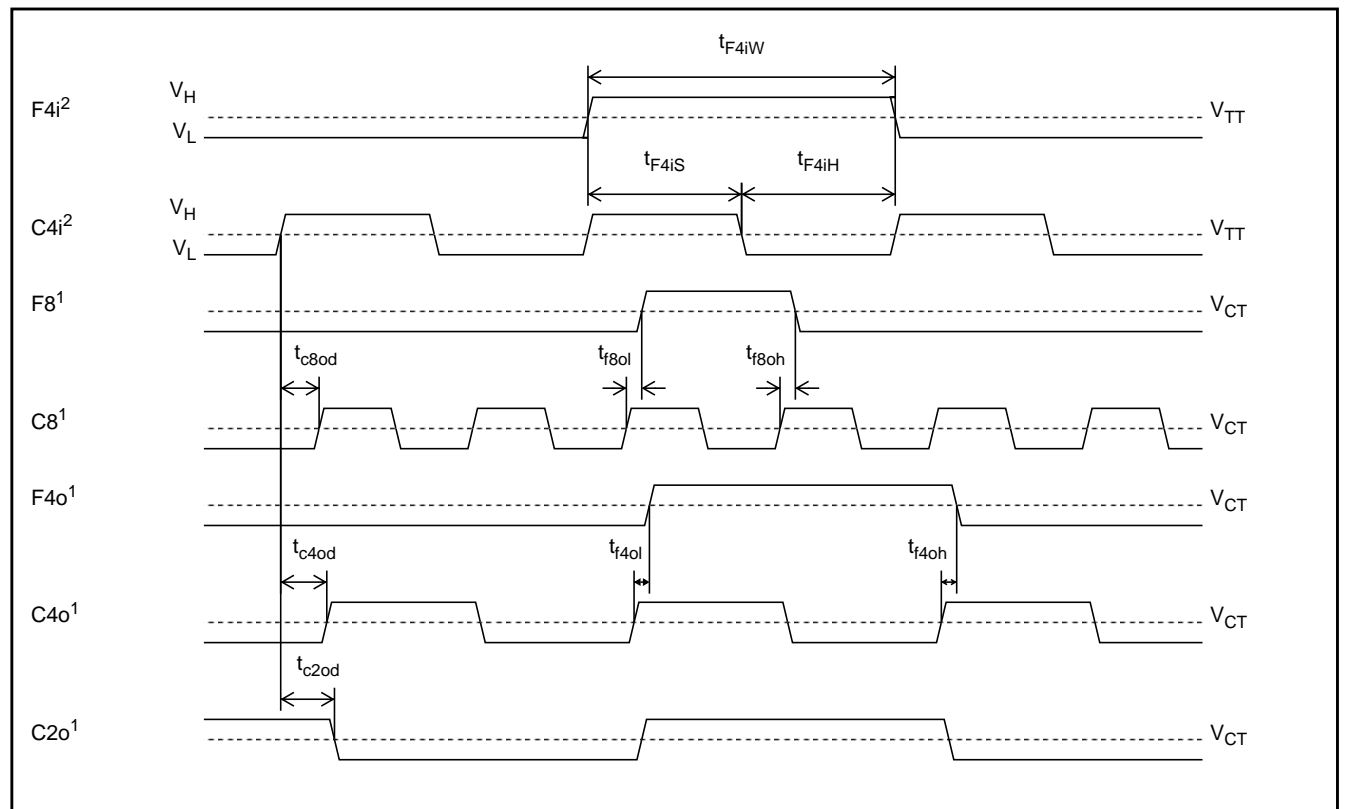 tF4iW
VH
F4i2
VTT
VL
tF4iS
tF4iH
VH
C4i2
VTT
VL
F81
VCT
tc8od
tf8ol
tf8oh
C81
VCT
F4o1
VCT
tc4od
tf4ol
tf4oh
C4o1
VCT
tc2od
C2o1
VCT